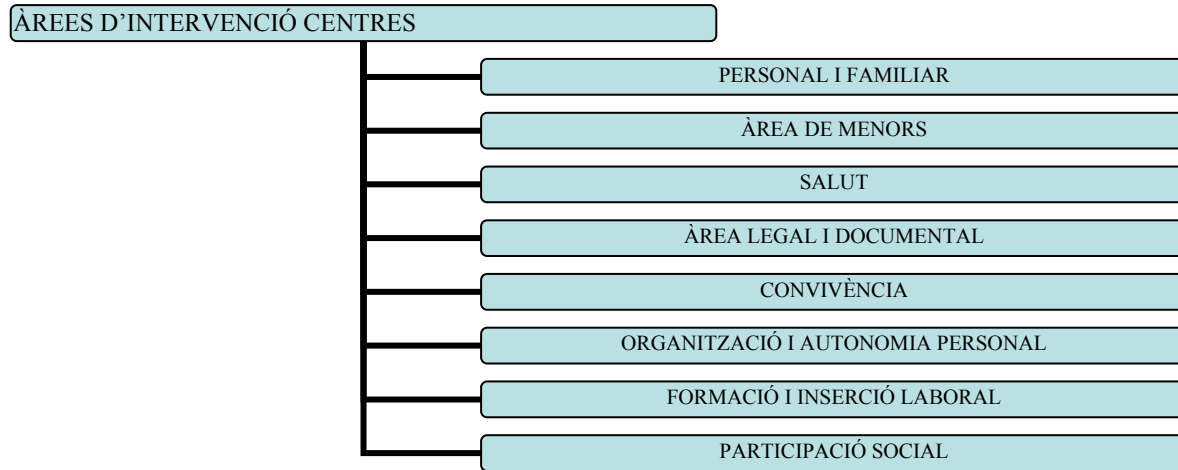 ÀREES D’INTERVENCIÓ CENTRES
PERSONAL I FAMILIAR
ÀREA DE MENORS
SALUT
ÀREA LEGAL I DOCUMENTAL
CONVIVÈNCIA
ORGANITZACIÓ I AUTONOMIA PERSONAL
FORMACIÓ I INSERCIÓ LABORAL
PARTICIPACIÓ SOCIAL